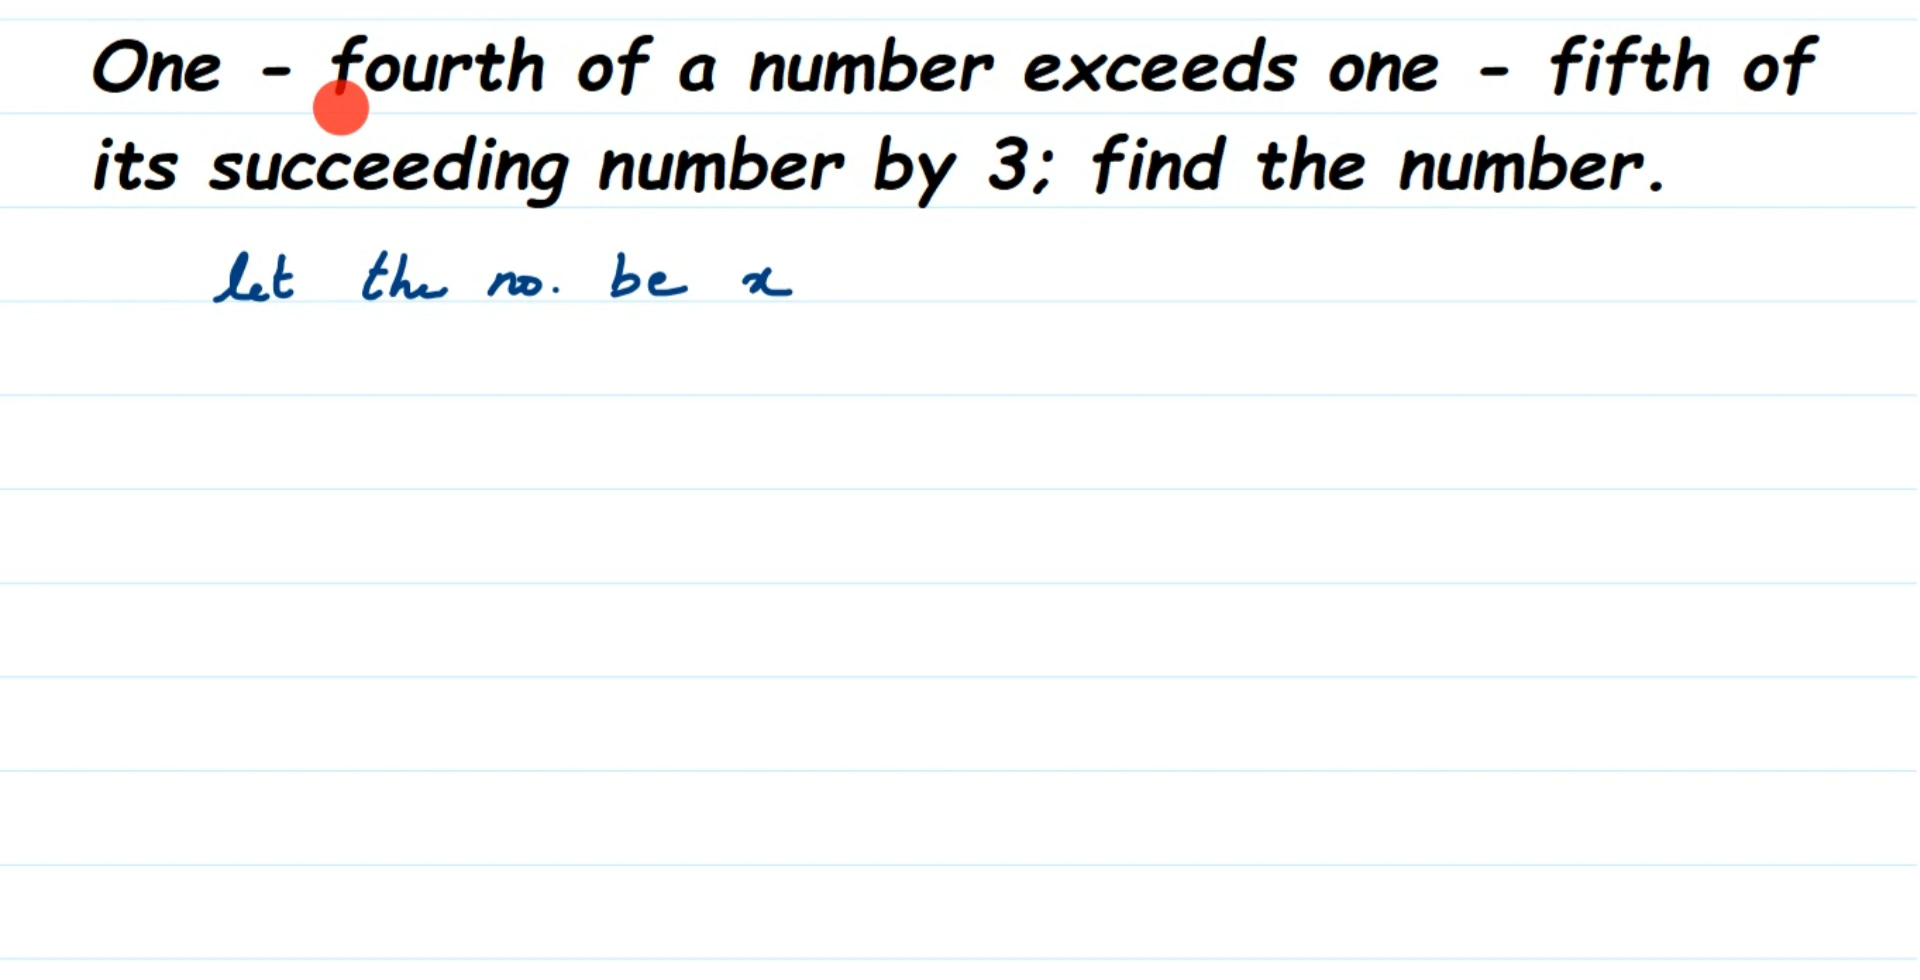 One - fourth of a number exceeds one - fifth of
its succeeding number by 3; find the number.
let the no. be x